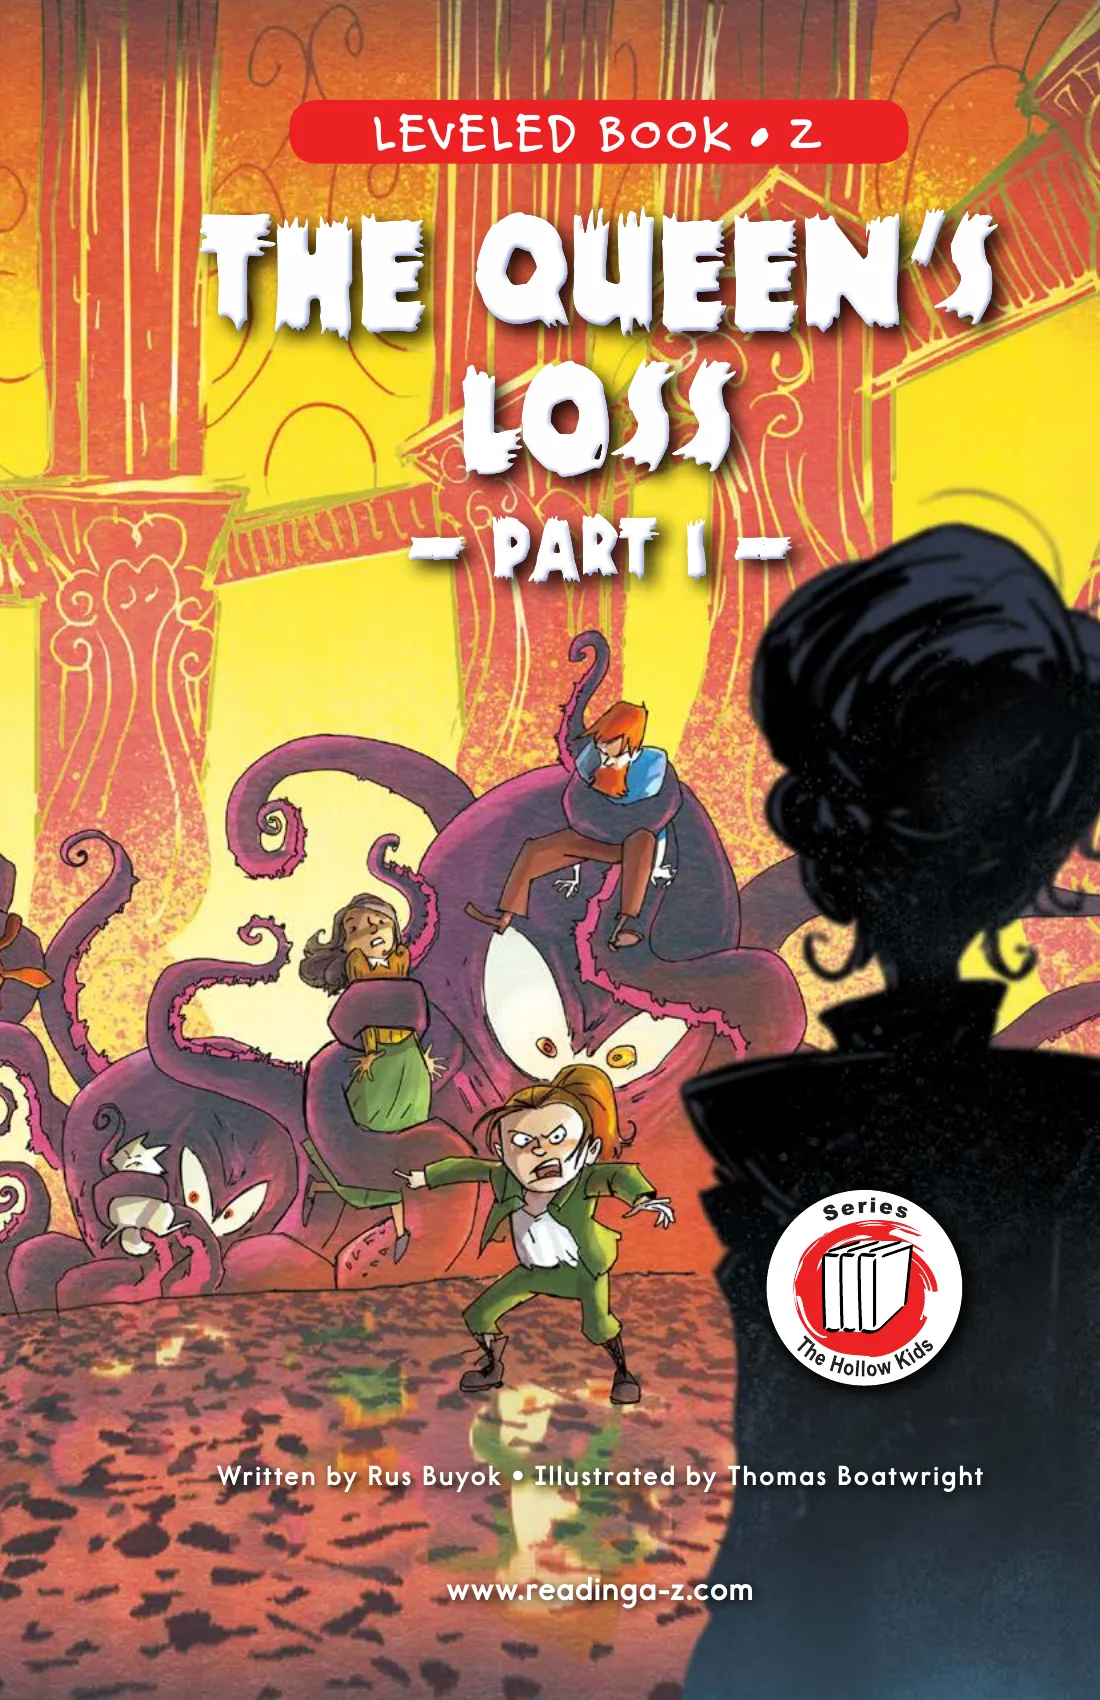 LEVELED BOOK • Z
THE QUEEN'S
LOSS
– PART I –
Series
The Hollow Kids
Written by Rus Buyok • Illustrated by Thomas Boatwright
www.readinga-z.com